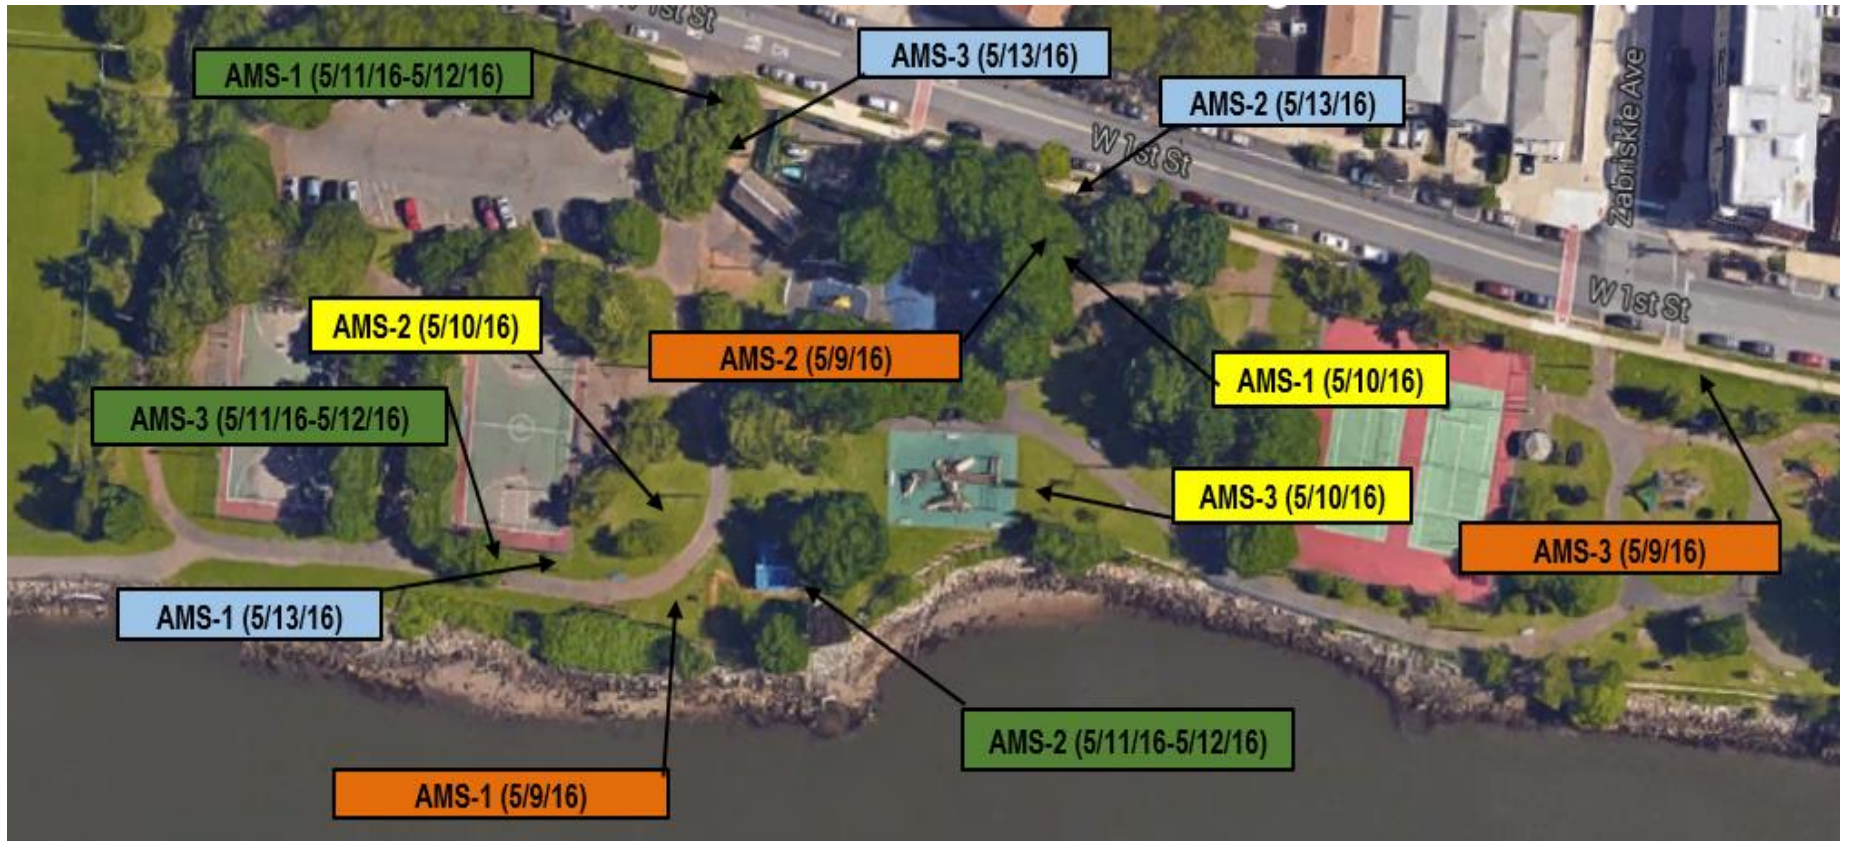 W 1st St
AMS-3 (5/13/16)
AMS-1 (5/11/16-5/12/16)
AMS-2 (5/13/16)
W 1st St
Zabriskie Ave
W 1st St
AMS-2 (5/10/16)
AMS-2 (5/9/16)
AMS-1 (5/10/16)
AMS-3 (5/11/16-5/12/16)
AMS-3 (5/10/16)
AMS-3 (5/9/16)
AMS-1 (5/13/16)
AMS-2 (5/11/16-5/12/16)
AMS-1 (5/9/16)